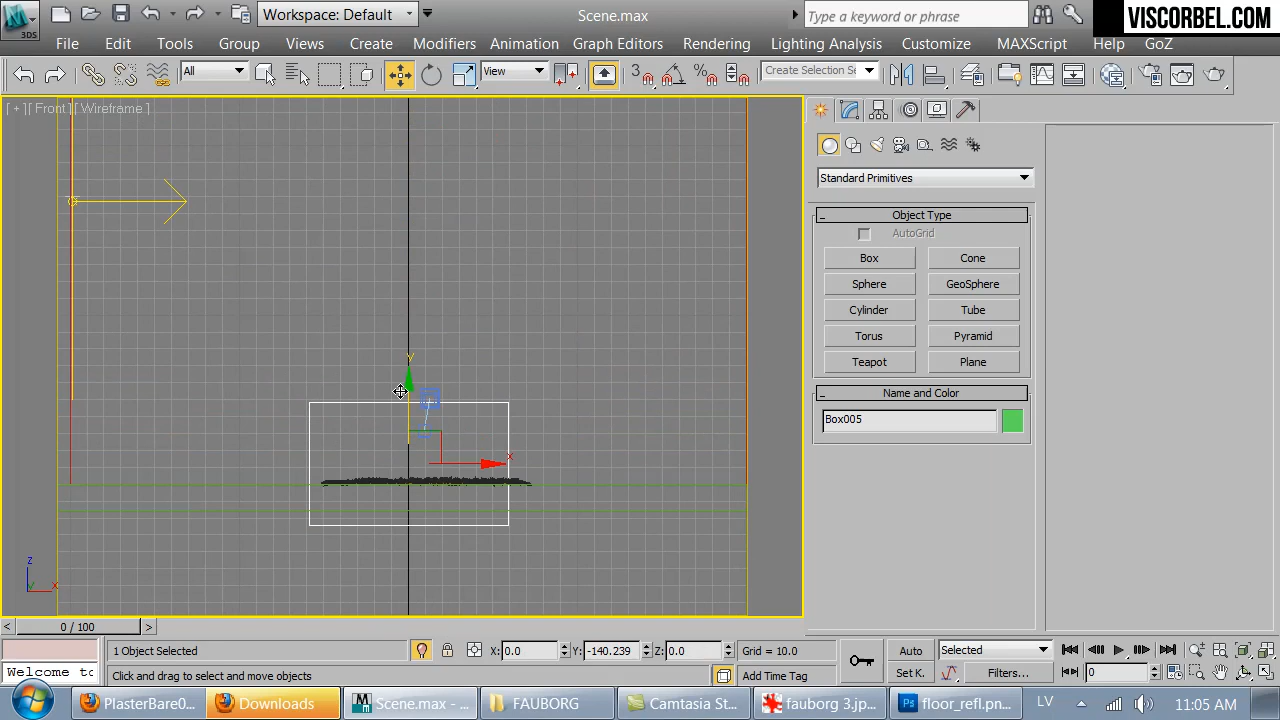 Workspace: Default
Scene.max
Type a keyword or phrase
VISCORBEL.COM
3DS
File Edit Tools Group Views Create Modifiers Animation Graph Editors Rendering Lighting Analysis Customize MAXScript Help GoZ
All View 3 Create Selection Se
[ + ] [ Front ] [ Wireframe ]
Standard Primitives
Object Type
AutoGrid
Box Cone
Sphere GeoSphere
Cylinder Tube
Torus Pyramid
Teapot Plane
Name and Color
Box005
y
x
z
y x
< 0 / 100 >
1 Object Selected X: 0.0 Y: -140.239 Z: 0.0 Grid = 10.0 Auto Selected
Welcome to Click and drag to select and move objects Add Time Tag Set K. Filters... 0
PlasterBare0... Downloads Scene.max - ... FAUBORG Camtasia St... fauborg 3.jp... floor_refl.pn... LV 11:05 AM